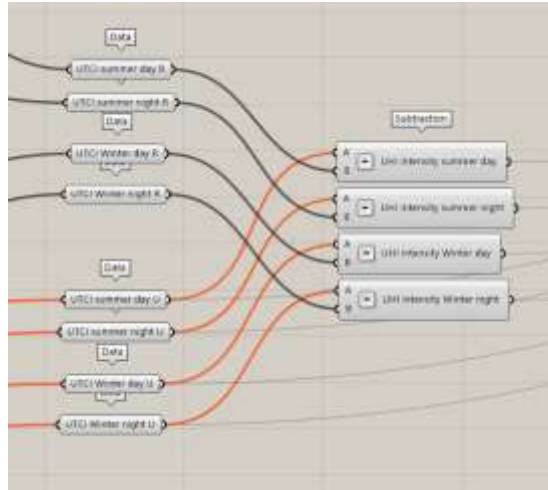 Data
UTCI summer day R
UTCI summer night R
Data
UTCI Winter day R
UTCI Winter night R
Subtraction
A
B
UHI intensity summer day
A
B
UHI intensity summer night
A
B
UHI intensity Winter day
A
B
UHI intensity Winter night
Data
UTCI summer day U
UTCI summer night U
Data
UTCI Winter day U
UTCI Winter night U